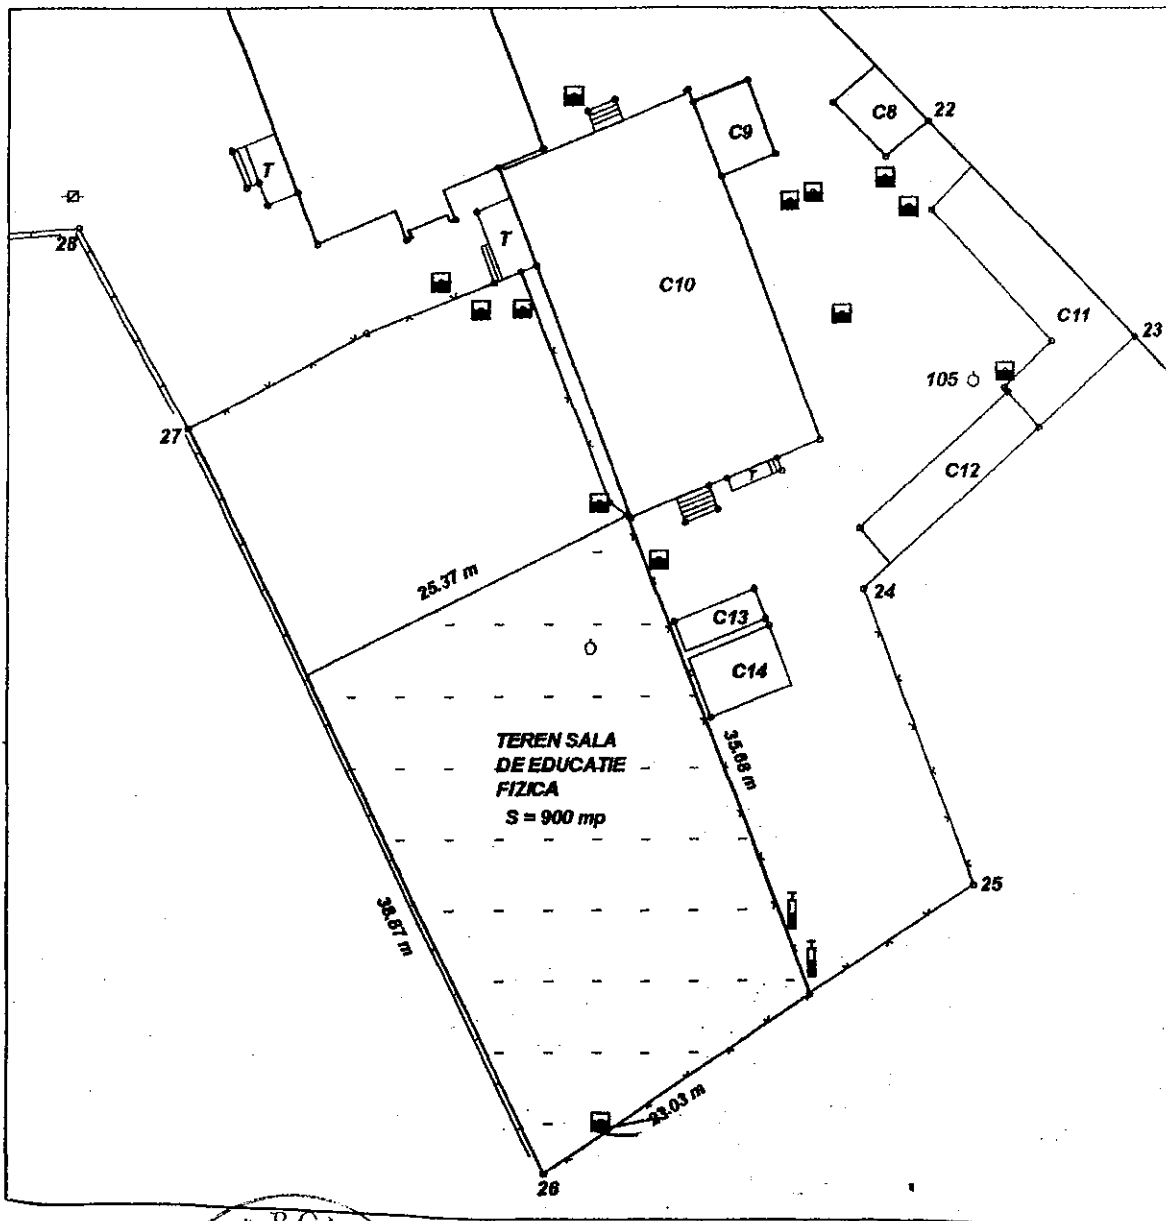 C8
22
C9
T
28
T
C10
C11
23
105
27
C12
T
25.37 m
24
C13
C14
TEREN SALA
DE EDUCATIE
FIZICA
S = 900 mp
35.68 m
25
38.87 m
23.03 m
26